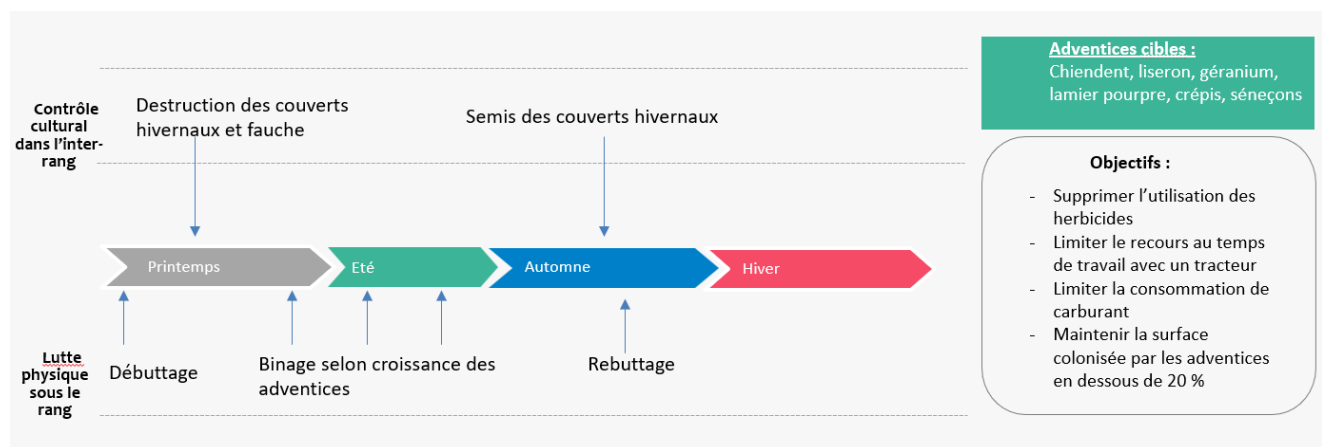 Contrôle
cultural
dans l’inter-
rang
Destruction des couverts
hivernaux et fauche
Semis des couverts hivernaux
Printemps
Eté
Automne
Hiver
Lutte
physique
sous le
rang
Débuttage
Binage selon croissance des
adventices
Rebuttage
Adventices cibles :
Chiendent, liseron, géranium,
lamier pourpre, crépis, séneçons
Objectifs :
- Supprimer l’utilisation des
herbicides
- Limiter le recours au temps
de travail avec un tracteur
- Limiter la consommation de
carburant
- Maintenir la surface
colonisée par les adventices
en dessous de 20 %